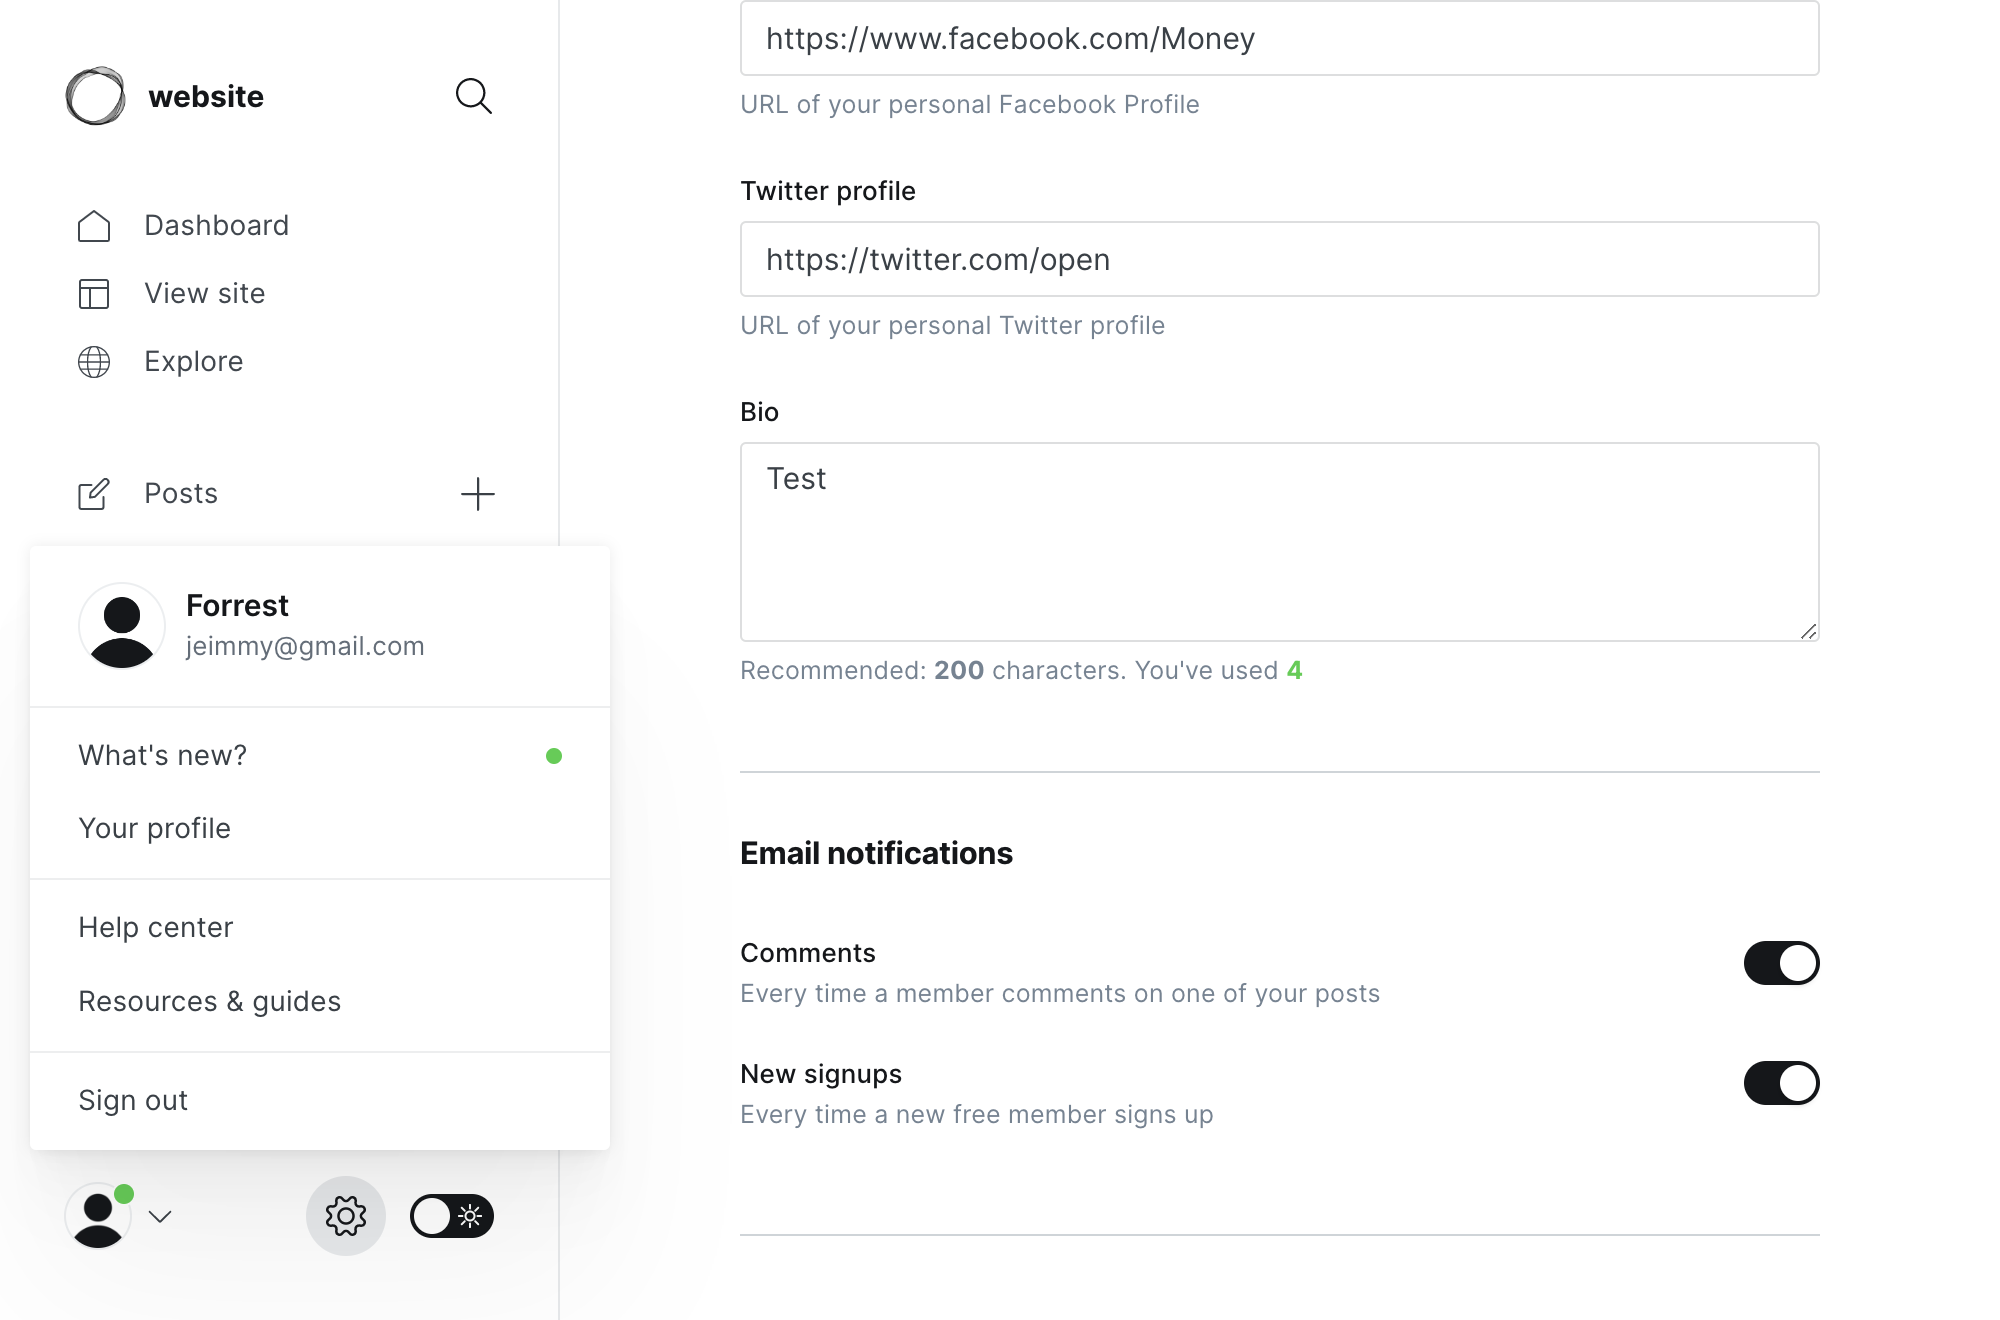 website
Dashboard
View site
Explore
Posts
Forrest
jeimmy@gmail.com
What's new?
Your profile
Help center
Resources & guides
Sign out
https://www.facebook.com/Money
URL of your personal Facebook Profile
Twitter profile
https://twitter.com/open
URL of your personal Twitter profile
Bio
Test
Recommended: 200 characters. You've used 4
Email notifications
Comments
Every time a member comments on one of your posts
New signups
Every time a new free member signs up